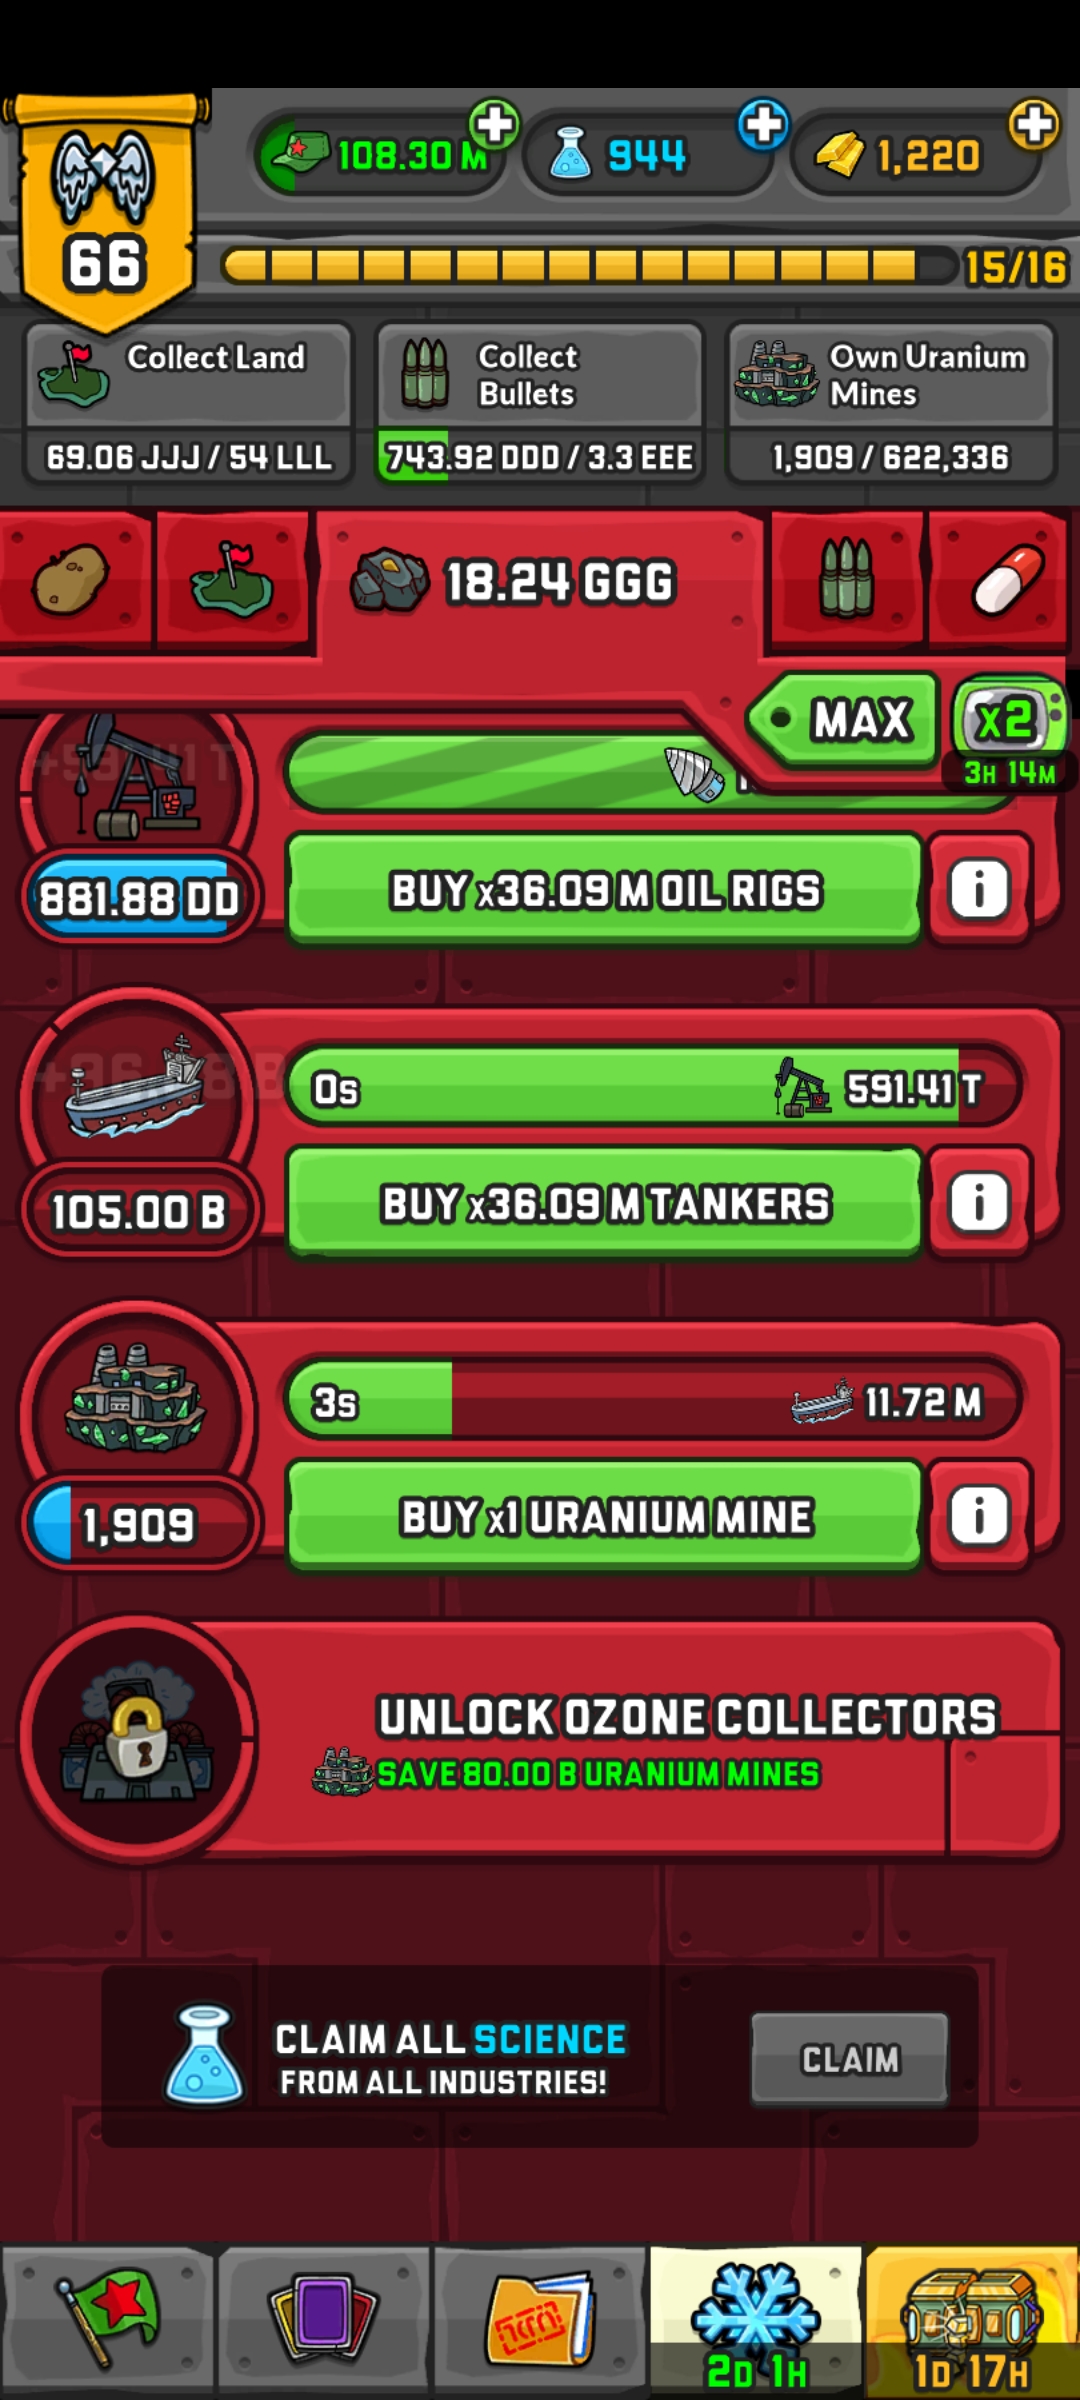 108.30 M
944
1,220
66
15/16
Collect Land
69.06 JJJ / 54 LLL
Collect
Bullets
743.92 DDD / 3.3 EEE
Own Uranium
Mines
1,909 / 622,336
18.24 GGG
MAX
x2
3H 14M
881.88 DD
BUY x36.09 M OIL RIGS
i
0s
591.41 T
105.00 B
BUY x36.09 M TANKERS
i
3s
11.72 M
1,909
BUY x1 URANIUM MINE
i
UNLOCK OZONE COLLECTORS
SAVE 80.00 B URANIUM MINES
CLAIM ALL SCIENCE
FROM ALL INDUSTRIES!
CLAIM
2D 1H
1D 17H